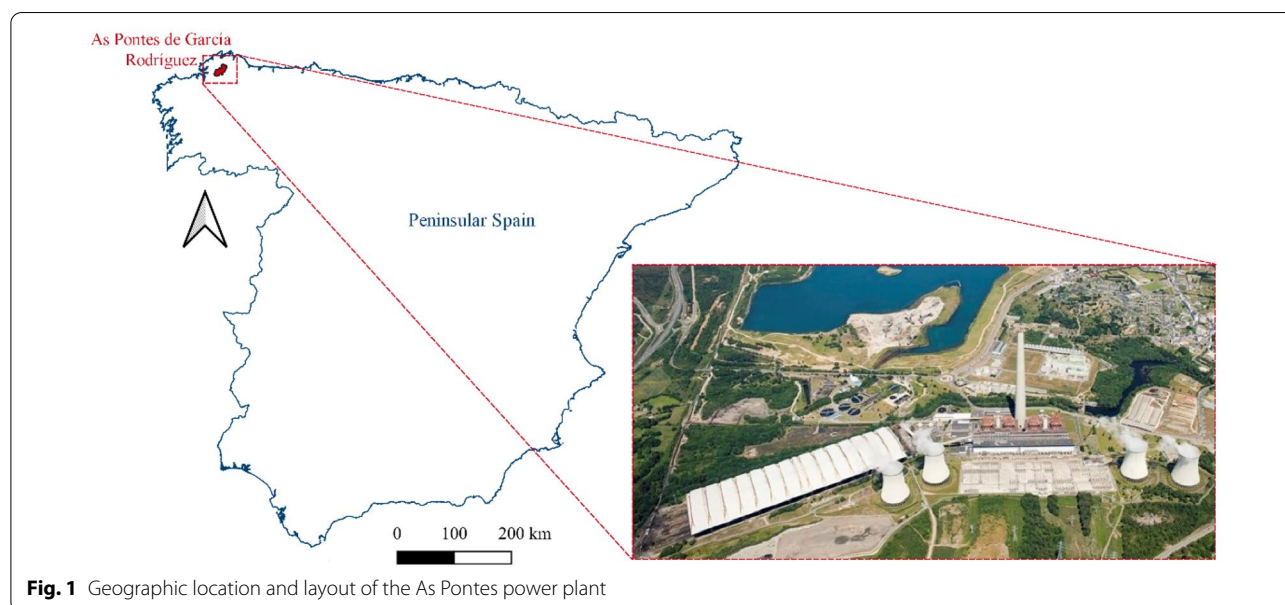 As Pontes de García
Rodríguez
Peninsular Spain
0 100 200 km
Fig. 1 Geographic location and layout of the As Pontes power plant